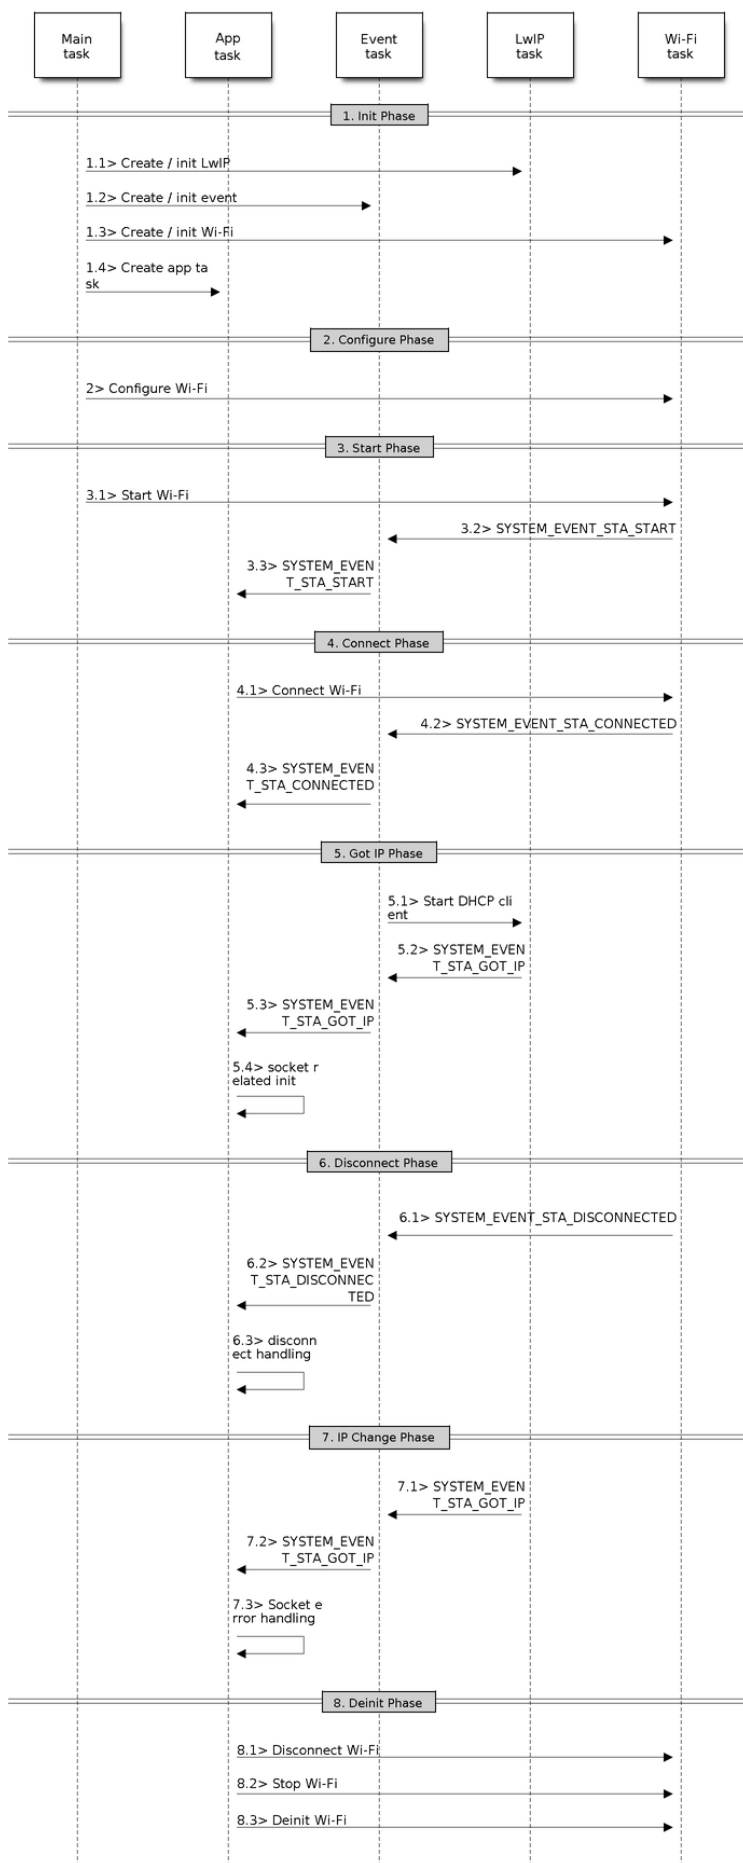 Main
task
App
task
Event
task
LwIP
task
Wi-Fi
task
1. Init Phase
1.1> Create / init LwIP
1.2> Create / init event
1.3> Create / init Wi-Fi
1.4> Create app ta
sk
2. Configure Phase
2> Configure Wi-Fi
3. Start Phase
3.1> Start Wi-Fi
3.2> SYSTEM_EVENT_STA_START
3.3> SYSTEM_EVEN
T_STA_START
4. Connect Phase
4.1> Connect Wi-Fi
4.2> SYSTEM_EVENT_STA_CONNECTED
4.3> SYSTEM_EVEN
T_STA_CONNECTED
5. Got IP Phase
5.1> Start DHCP cli
ent
5.2> SYSTEM_EVEN
T_STA_GOT_IP
5.3> SYSTEM_EVEN
T_STA_GOT_IP
5.4> socket r
elated init
6. Disconnect Phase
6.1> SYSTEM_EVENT_STA_DISCONNECTED
6.2> SYSTEM_EVEN
T_STA_DISCONNEC
TED
6.3> disconn
ect handling
7. IP Change Phase
7.1> SYSTEM_EVEN
T_STA_GOT_IP
7.2> SYSTEM_EVEN
T_STA_GOT_IP
7.3> Socket e
rror handling
8. Deinit Phase
8.1> Disconnect Wi-Fi
8.2> Stop Wi-Fi
8.3> Deinit Wi-Fi